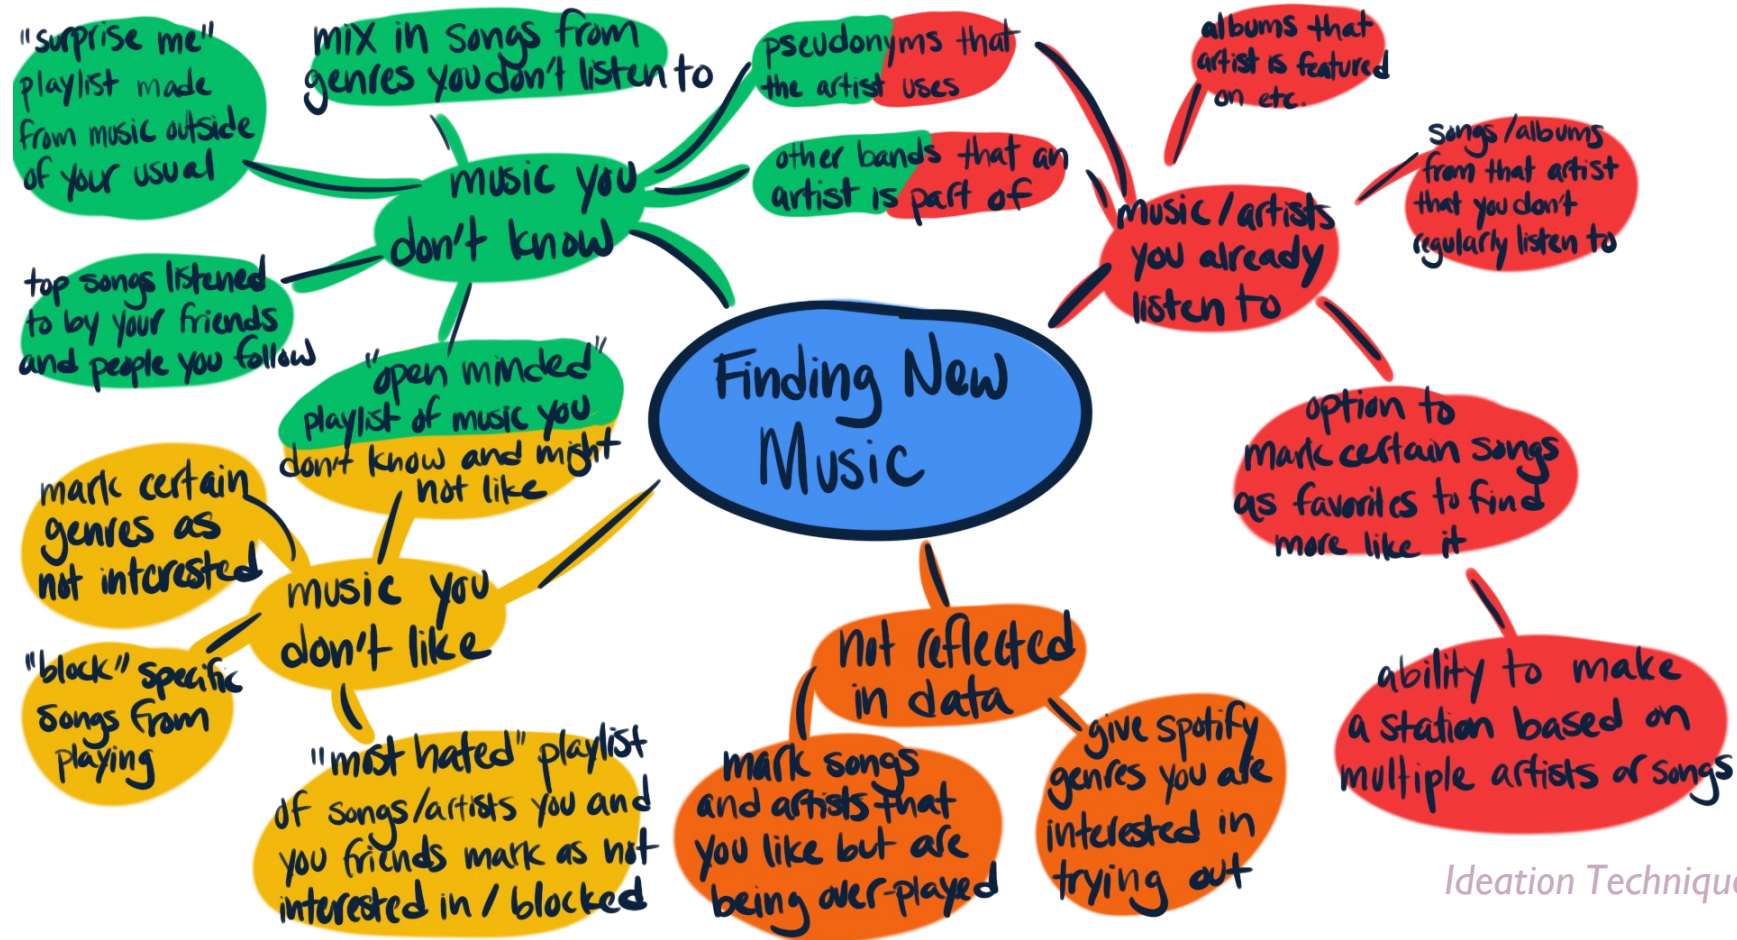 "surprise me"
playlist made
from music outside
of your usual
mix in songs from
genres you don't listen to
pseudonyms that
the artist uses
albums that
artist is featured
on etc.
other bands that an
artist is part of
songs/albums
from that artist
that you don't
regularly listen to
music you
don't know
music/artists
you already
listen to
top songs listened
to by your friends
and people you follow
"open minded"
playlist of music you
don't know and might
not like
Finding New
Music
option to
mark certain songs
as favorites to find
more like it
mark certain
genres as
not interested
music you
don't like
"block" specific
songs from
playing
"most hated" playlist
of songs/artists you and
you friends mark as not
interested in / blocked
not reflected
in data
mark songs
and artists that
you like but are
being over-played
give spotify
genres you are
interested in
trying out
ability to make
a station based on
multiple artists or songs
Ideation Technique